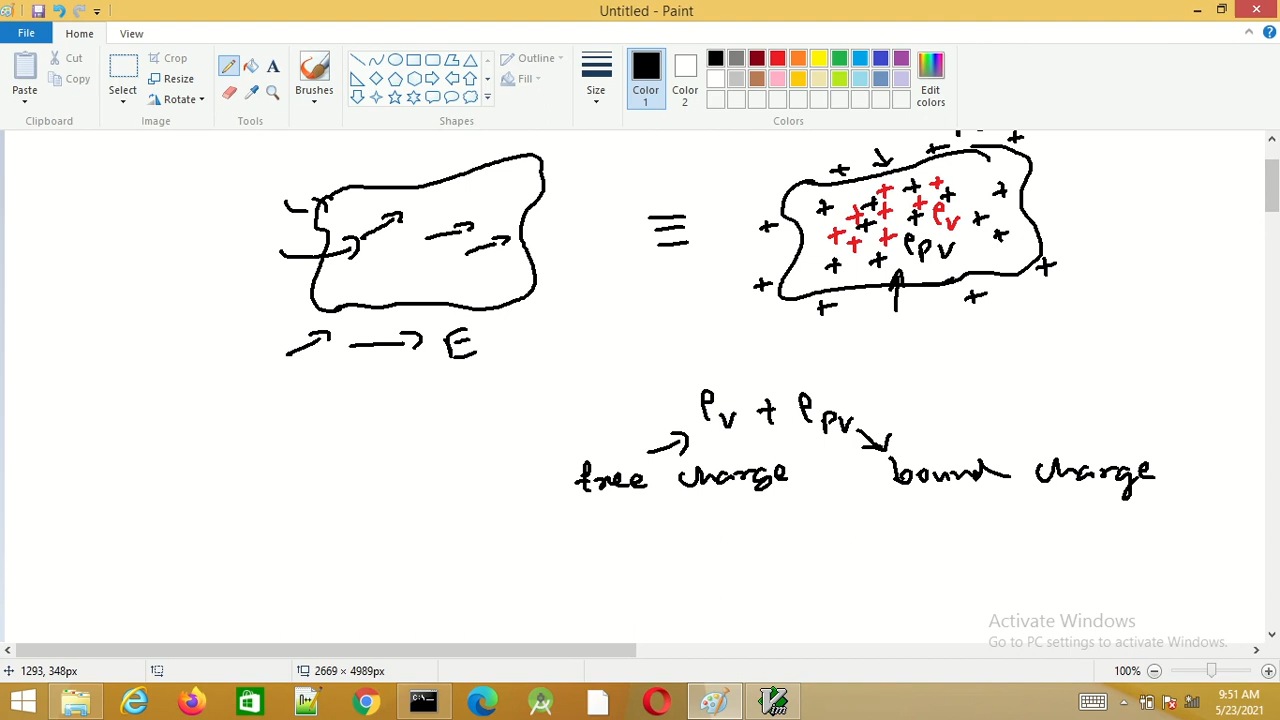 Untitled - Paint
File Home View
Paste Cut Copy Clipboard
Select Crop Resize Rotate Image
Tools
Brushes
Outline Fill Shapes
Size
Color 1 Color 2 Edit colors Colors
ρv
ρpv
E
ρv + ρpv
free charge bound charge
Activate Windows
Go to PC settings to activate Windows.
1293, 348px 2669 × 4989px 100%
9:51 AM
5/23/2021